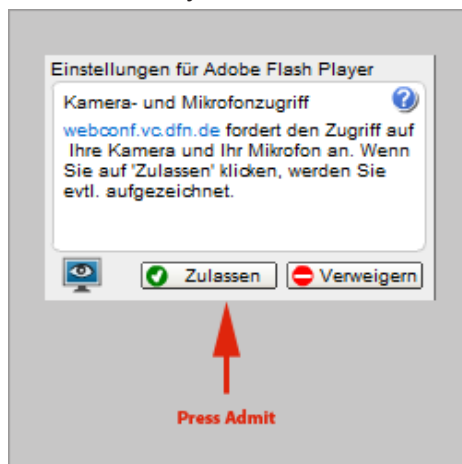 Einstellungen für Adobe Flash Player
Kamera- und Mikrofonzugriff
webconf.vc.dfn.de fordert den Zugriff auf
Ihre Kamera und Ihr Mikrofon an. Wenn
Sie auf 'Zulassen' klicken, werden Sie
evtl. aufgezeichnet.
Zulassen Verweigern
Press Admit